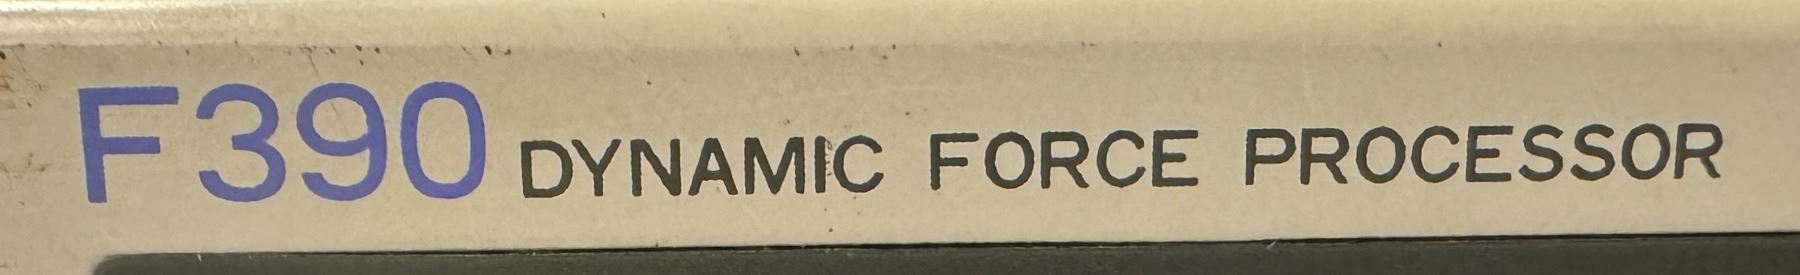 F390 DYNAMIC FORCE PROCESSOR